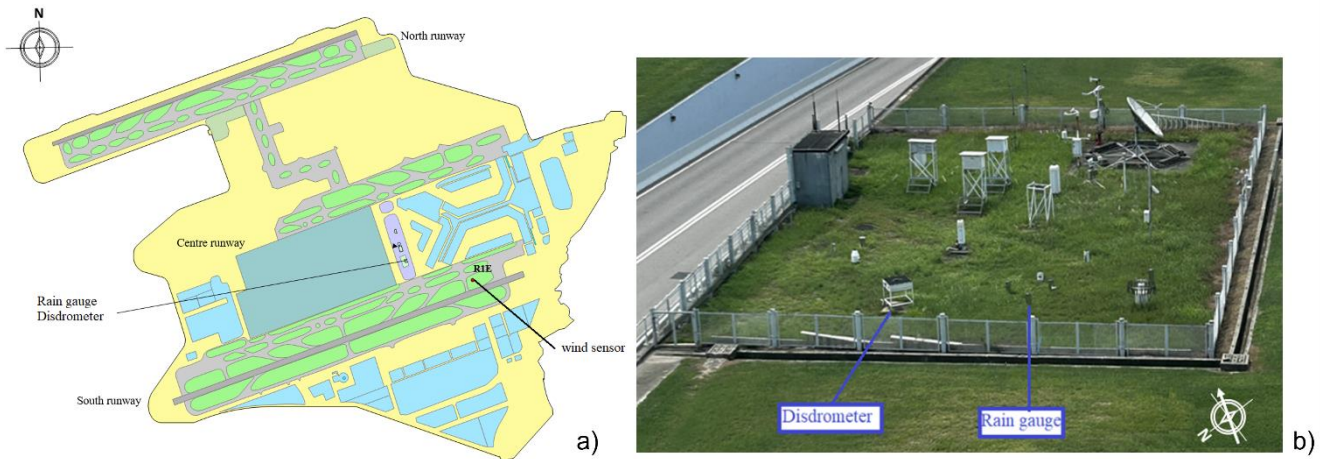 N
North runway
Centre runway
R1E
Rain gauge
Disdrometer
wind sensor
South runway
a)
Disdrometer
Rain gauge
N
b)